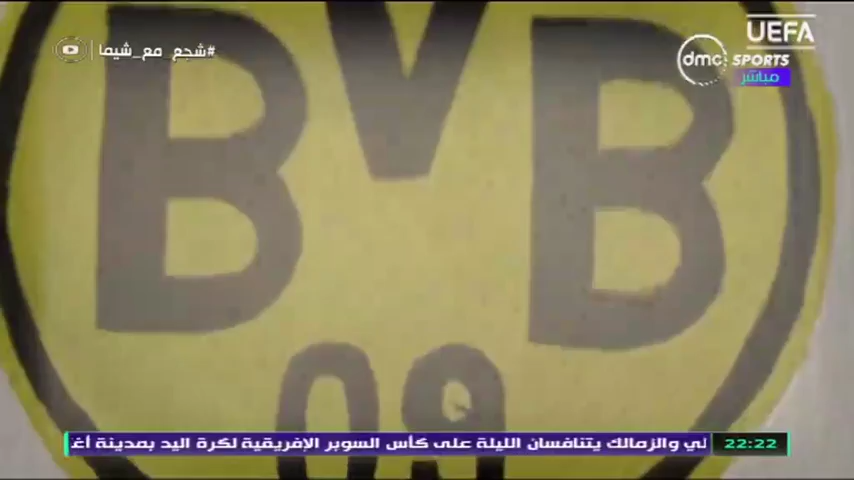 #شجع_مع_شيما
UEFA
dmc SPORTS
مباشر
BVB
09
لي والزمالك يتنافسان الليلة على كأس السوبر الإفريقية لكرة اليد بمدينة أغ
22:22